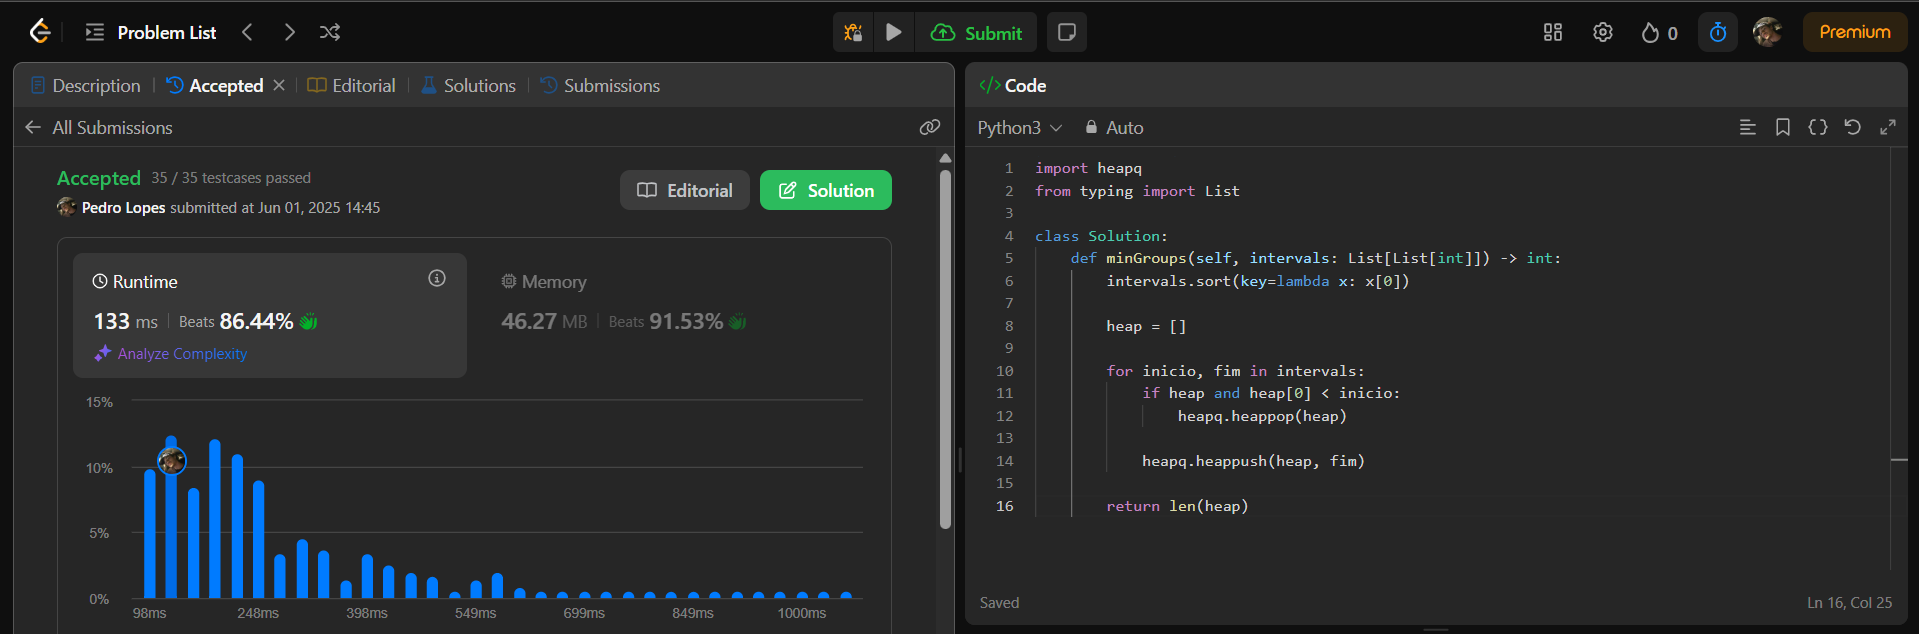 Problem List
Submit
0
Premium
Description
Accepted
Editorial
Solutions
Submissions
All Submissions
Accepted 35 / 35 testcases passed
Pedro Lopes submitted at Jun 01, 2025 14:45
Editorial
Solution
Runtime
133 ms Beats 86.44%
Analyze Complexity
Memory
46.27 MB Beats 91.53%
15%
10%
5%
0%
98ms 248ms 398ms 549ms 699ms 849ms 1000ms
</> Code
Python3 Auto
1 import heapq
2 from typing import List
3
4 class Solution:
5     def minGroups(self, intervals: List[List[int]]) -> int:
6         intervals.sort(key=lambda x: x[0])
7
8         heap = []
9
10         for inicio, fim in intervals:
11             if heap and heap[0] < inicio:
12                 heapq.heappop(heap)
13
14             heapq.heappush(heap, fim)
15
16         return len(heap)
Saved
Ln 16, Col 25